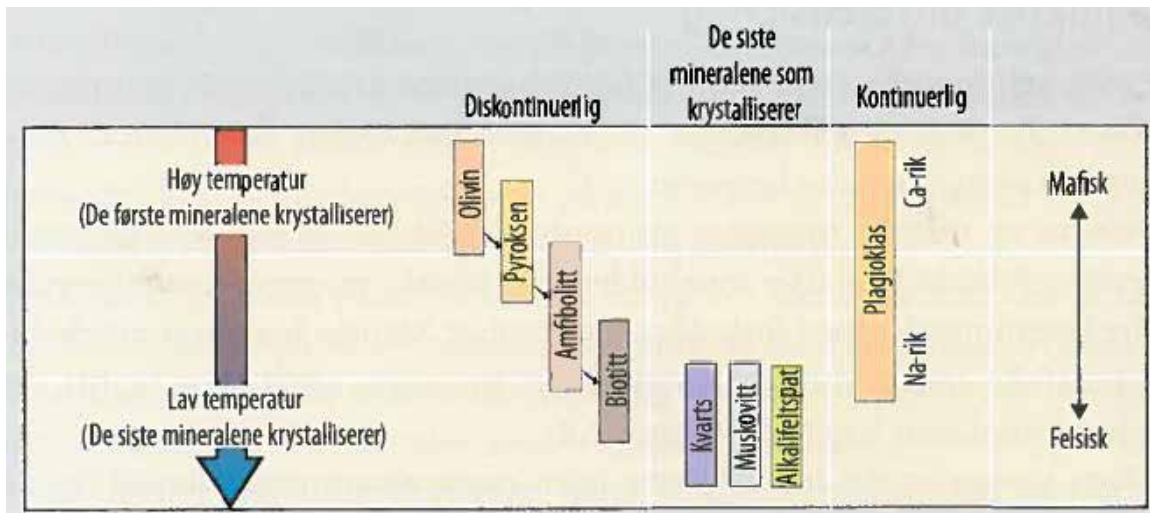 De siste
mineralene som
krystalliserer
Diskontinuerlig
Kontinuerlig
Høy temperatur
(De første mineralene krystalliserer)
Lav temperatur
(De siste mineralene krystalliserer)
Olivin
Pyroksen
Amfibolitt
Biotitt
Kvarts
Muskovitt
Alkalifeltspat
Plagioklas
Ca-rik
Na-rik
Mafisk
Felsisk